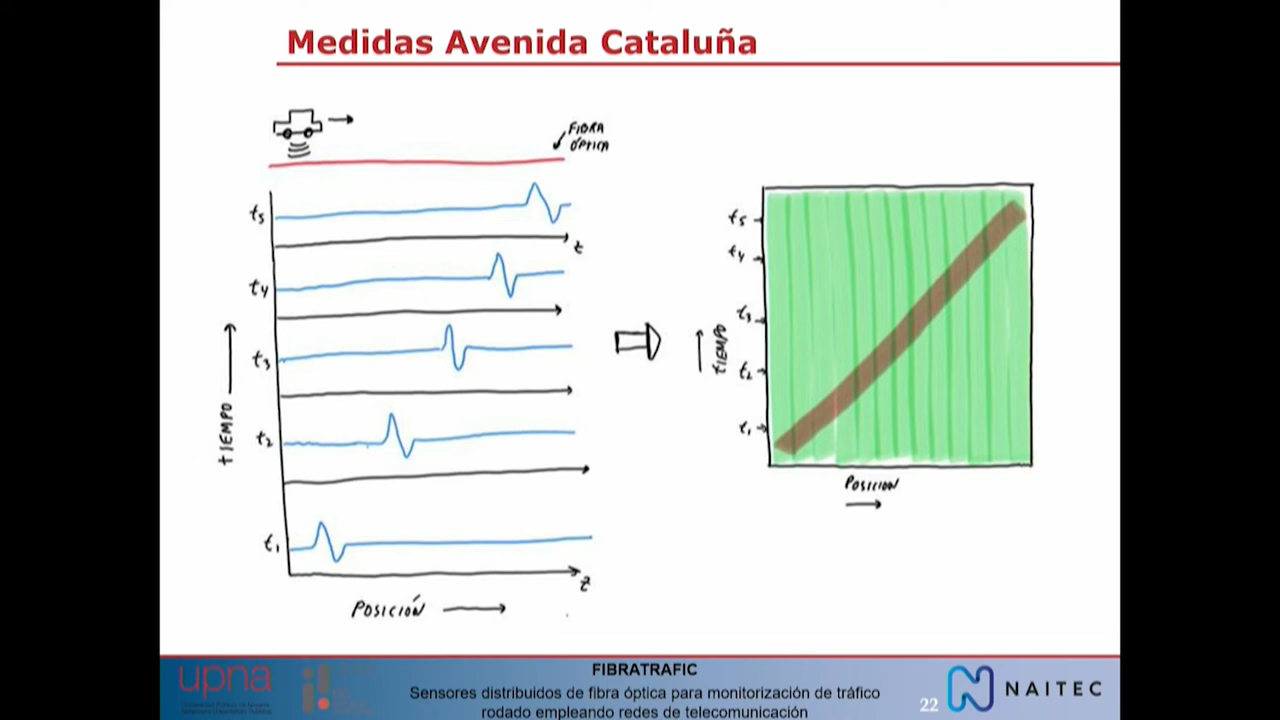 Medidas Avenida Cataluña
FIBRA
ÓPTICA
t5
z
t4
t3
t2
t1
z
TIEMPO
POSICIÓN
t5
t4
t3
t2
t1
TIEMPO
POSICION
upna
FIBRATRAFIC
Sensores distribuidos de fibra óptica para monitorización de tráfico
rodado empleando redes de telecomunicación
22
NAITEC